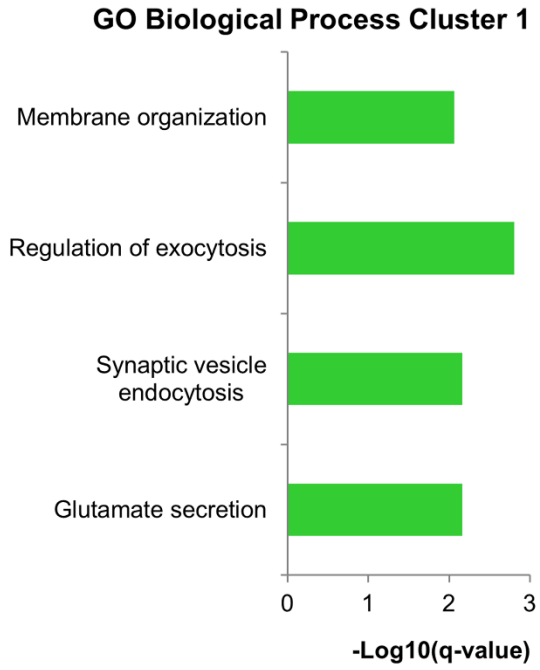 GO Biological Process Cluster 1
Membrane organization
Regulation of exocytosis
Synaptic vesicle
endocytosis
Glutamate secretion
0 1 2 3
-Log10(q-value)